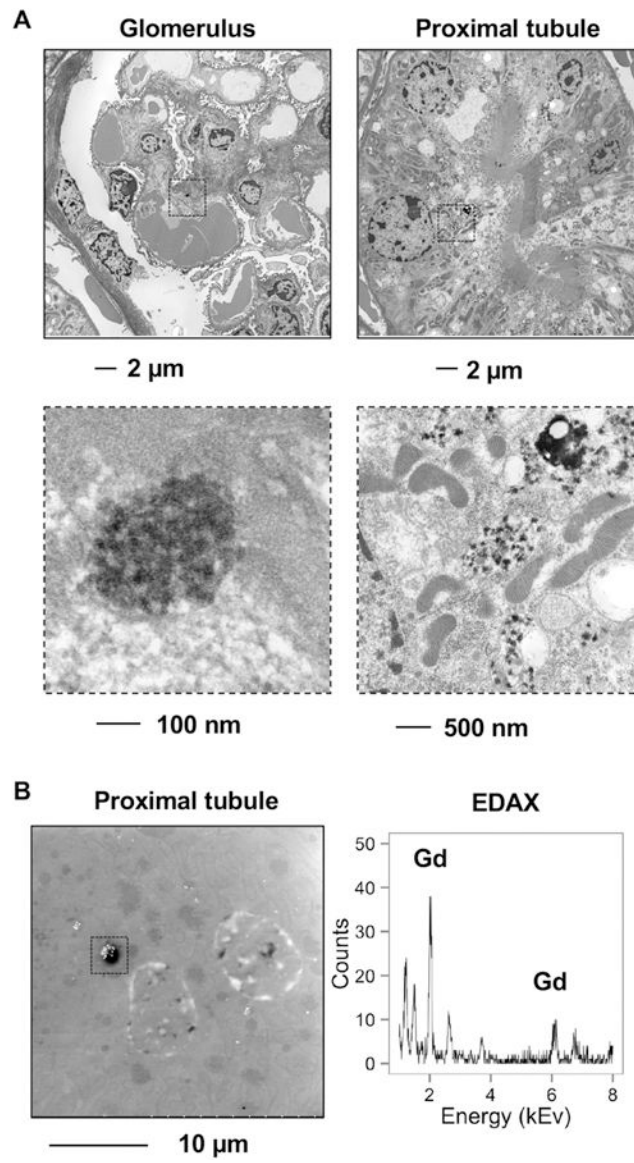 A
Glomerulus
Proximal tubule
2 µm
2 µm
100 nm
500 nm
B
Proximal tubule
EDAX
50
40
30
20
10
0
Counts
Gd
Gd
2
4
6
8
Energy (kEv)
10 µm